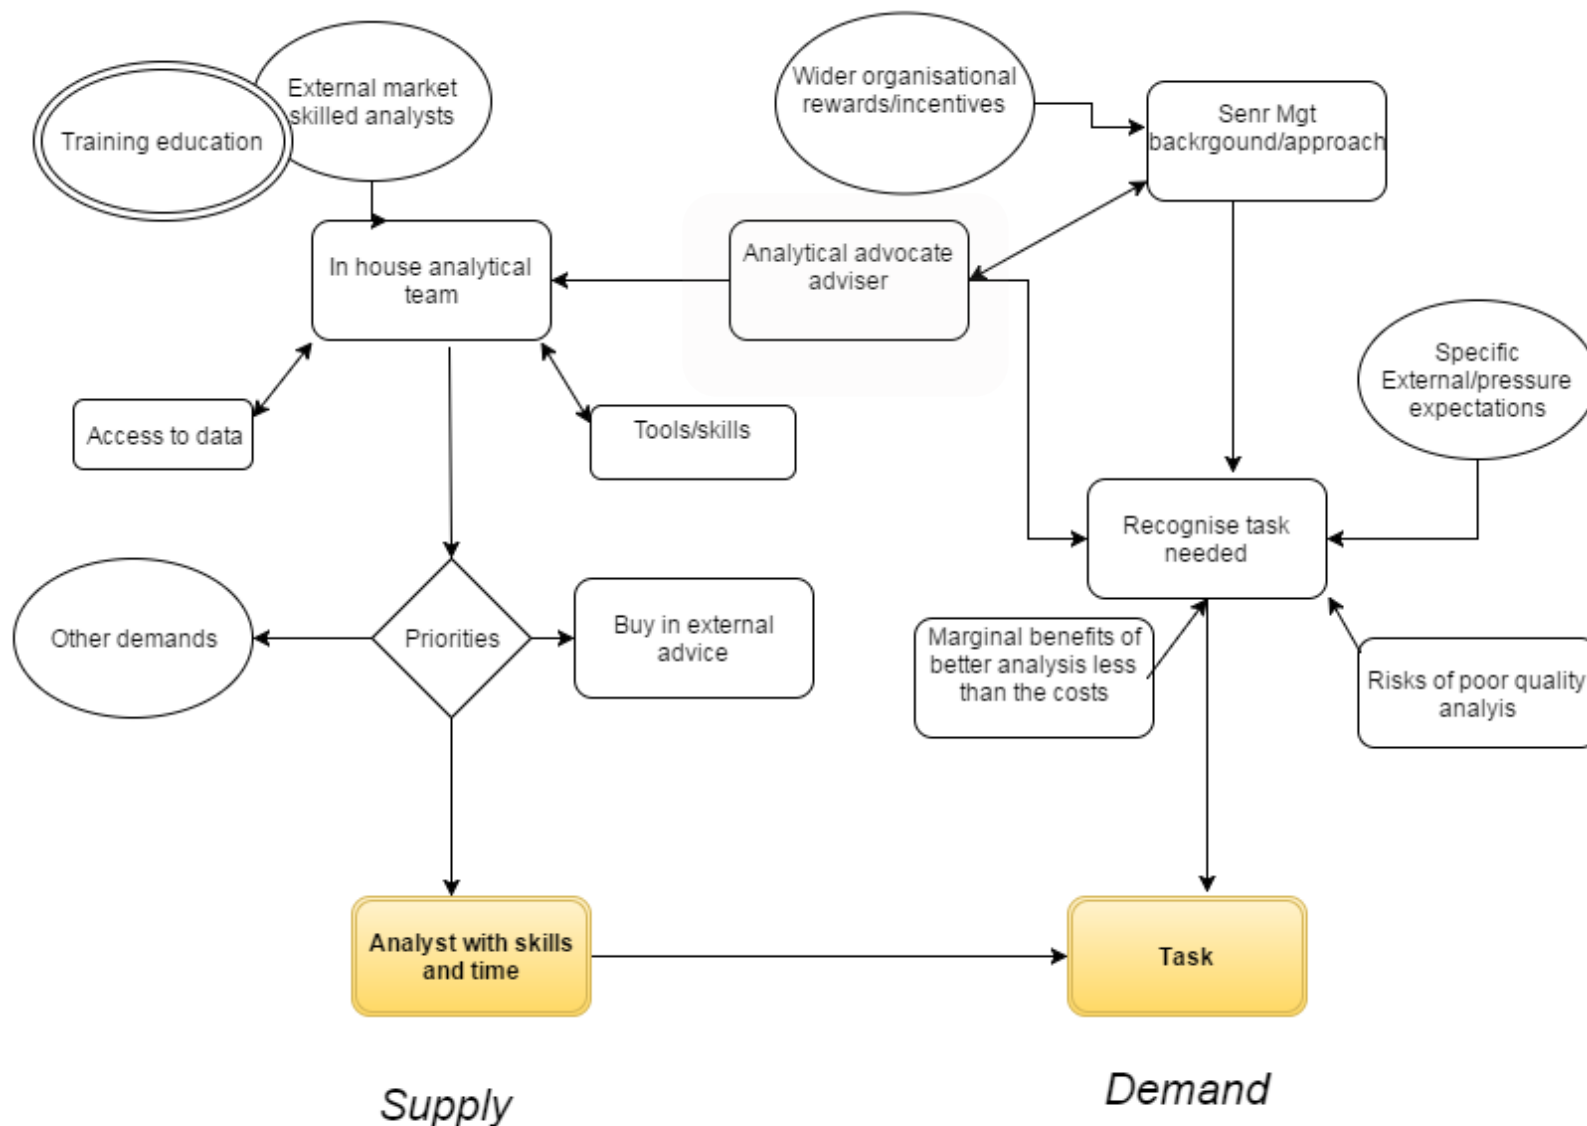 External market
skilled analysts
Training education
Wider organisational
rewards/incentives
Senr Mgt
backrgound/approach
In house analytical
team
Analytical advocate
adviser
Specific
External/pressure
expectations
Access to data
Tools/skills
Recognise task
needed
Other demands
Priorities
Buy in external
advice
Marginal benefits of
better analysis less
than the costs
Risks of poor quality
analyis
Analyst with skills
and time
Task
Supply
Demand